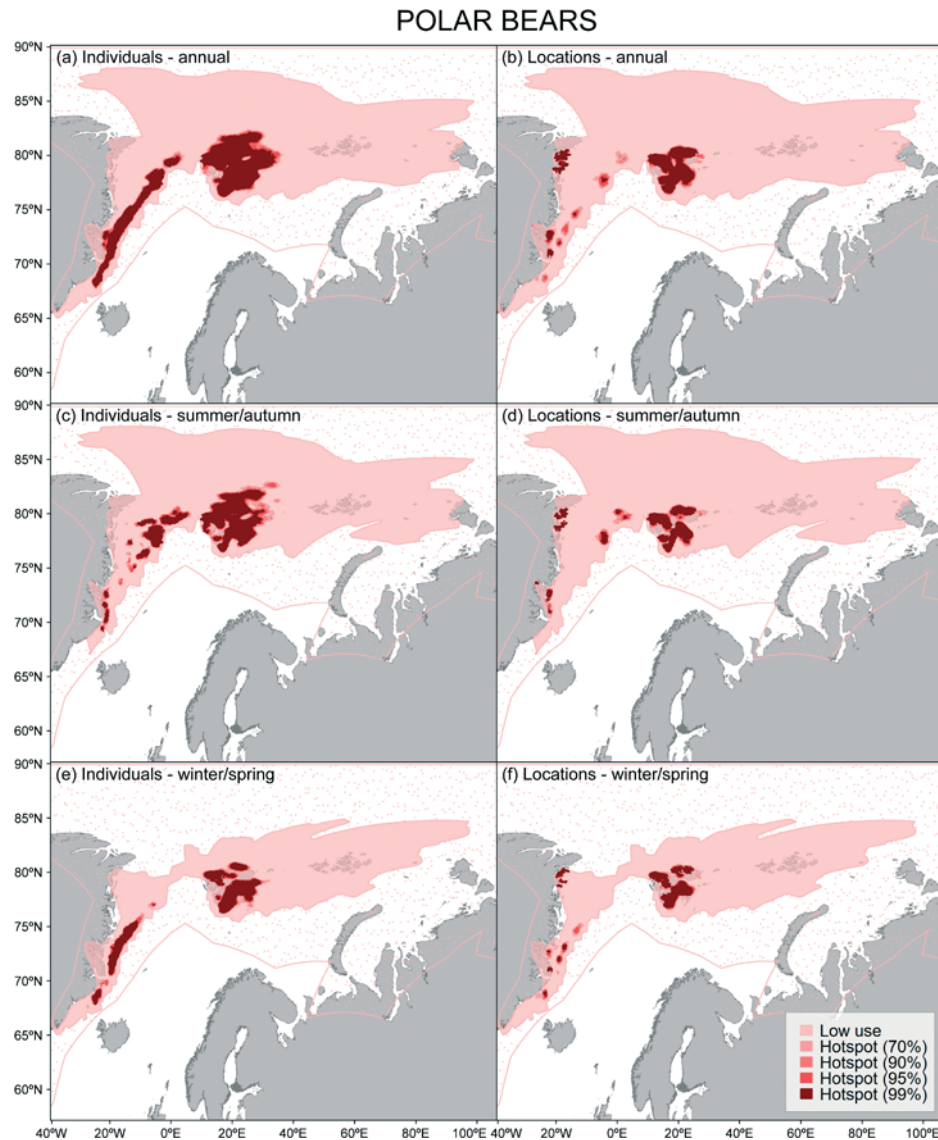 POLAR BEARS
90°N
(a) Individuals - annual
(b) Locations - annual
85°N
80°N
75°N
70°N
65°N
60°N
90°N
(c) Individuals - summer/autumn
(d) Locations - summer/autumn
85°N
80°N
75°N
70°N
65°N
60°N
90°N
(e) Individuals - winter/spring
(f) Locations - winter/spring
85°N
80°N
75°N
70°N
65°N
60°N
Low use
Hotspot (70%)
Hotspot (90%)
Hotspot (95%)
Hotspot (99%)
40°W 20°W 0°E 20°E 40°E 60°E 80°E 100°E 40°W 20°W 0°E 20°E 40°E 60°E 80°E 100°E